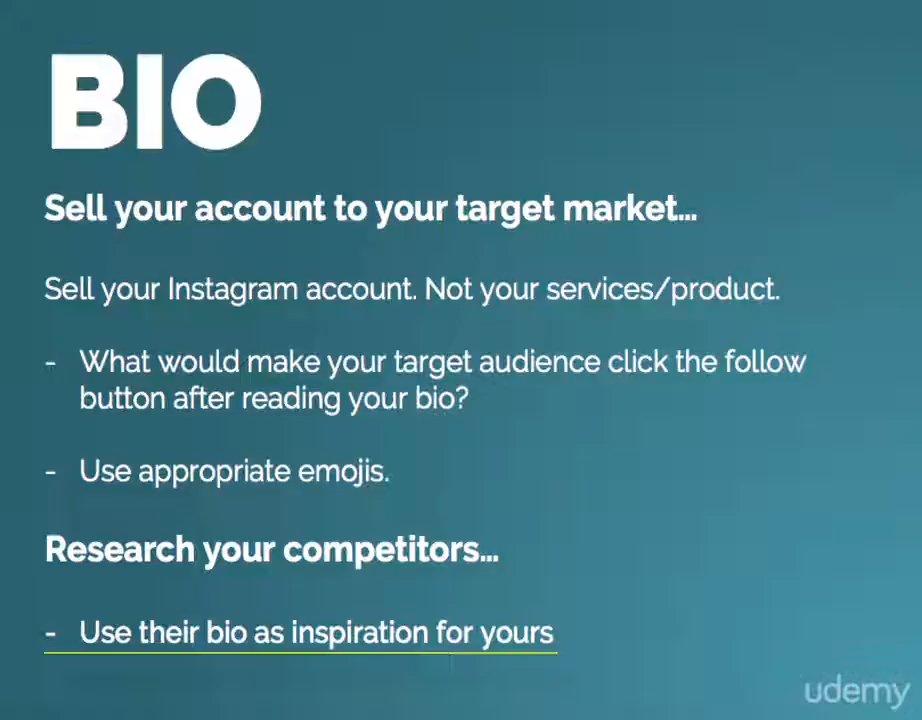 BIO
Sell your account to your target market...
Sell your Instagram account. Not your services/product.
- What would make your target audience click the follow
button after reading your bio?
- Use appropriate emojis.
Research your competitors...
- Use their bio as inspiration for yours
udemy